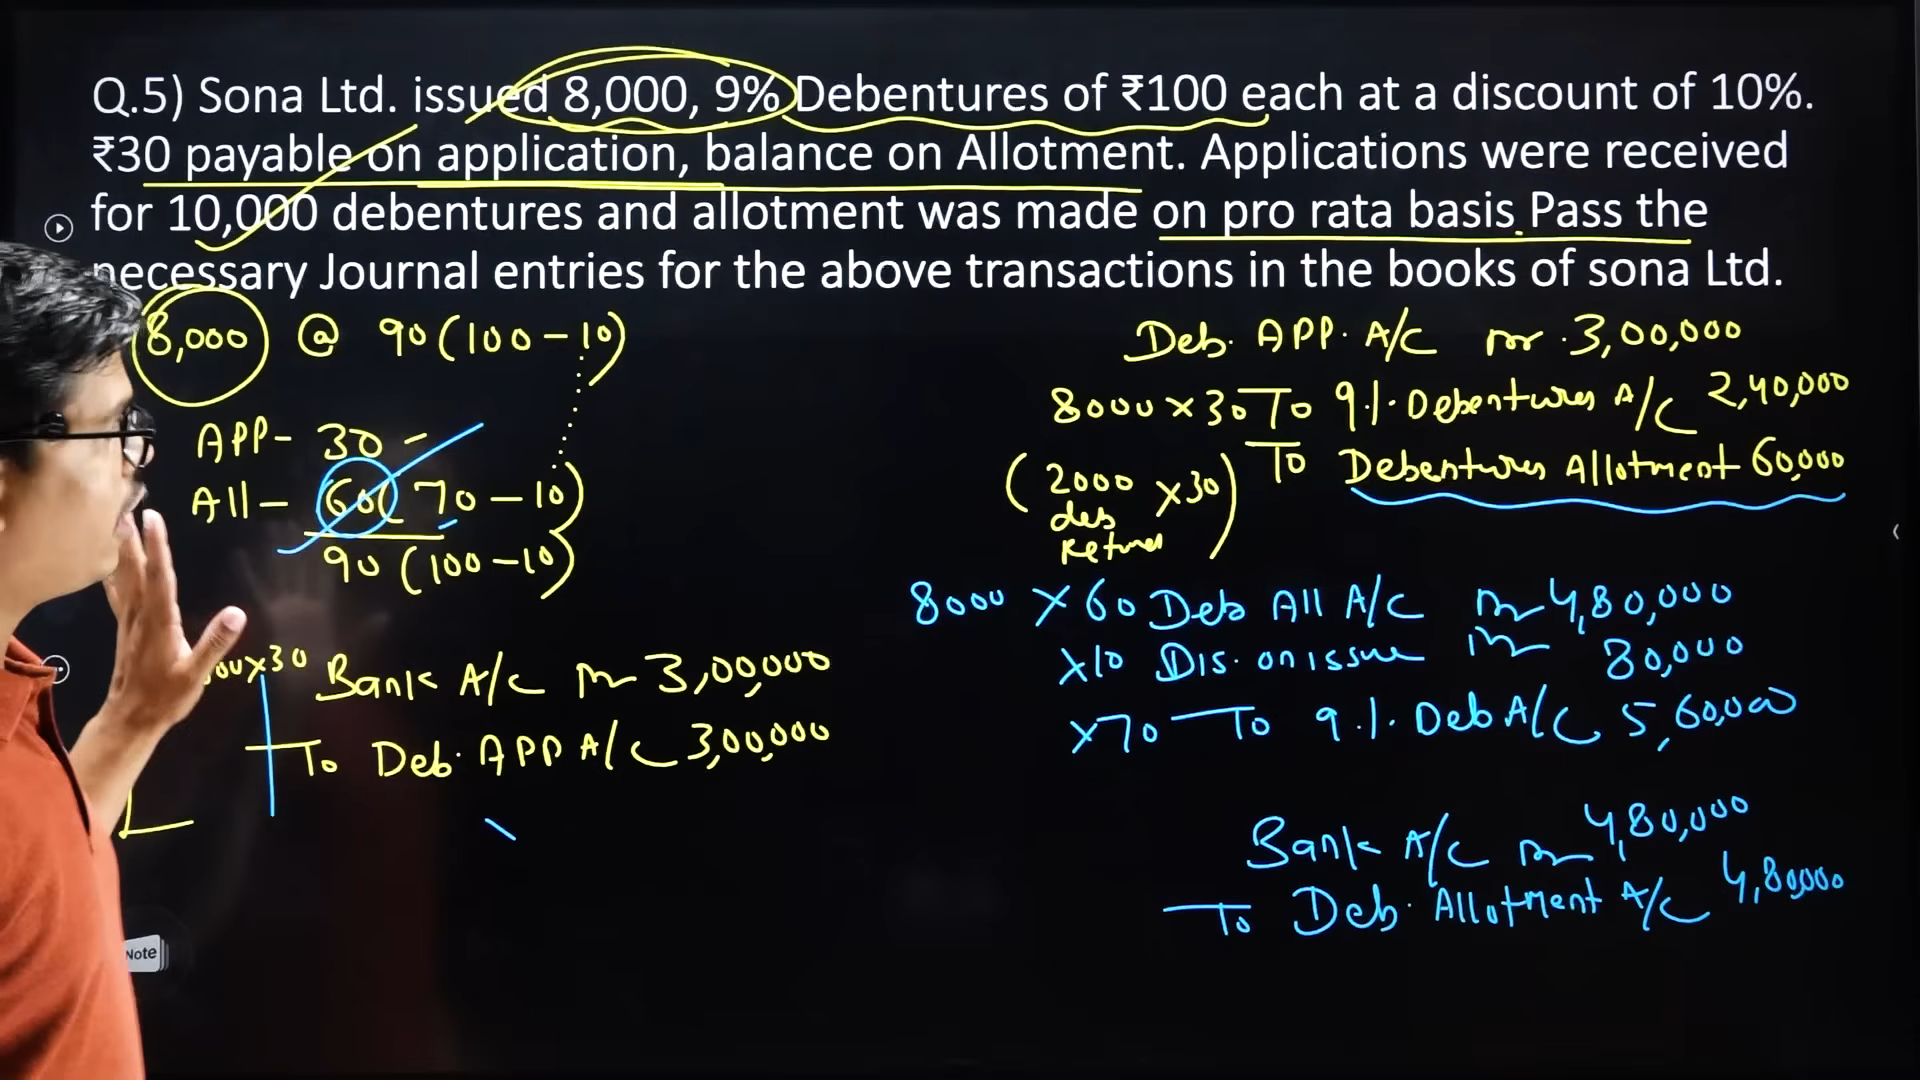 Q.5) Sona Ltd. issued 8,000, 9% Debentures of ₹100 each at a discount of 10%.
₹30 payable on application, balance on Allotment. Applications were received
for 10,000 debentures and allotment was made on pro rata basis. Pass the
necessary Journal entries for the above transactions in the books of sona Ltd.
8,000 @ 90 (100 - 10)
APP - 30 -
All - 60 (70 - 10)
90 (100 - 10)
00x30 Bank A/C Dr 3,00,000
To Deb. APP A/C 3,00,000
Note
Deb. APP. A/C Dr. 3,00,000
8000 x 30 To 9%. Debentures A/C 2,40,000
(2000 x30) To Debentures Allotment 60,000
deb
8000 x 60 Deb All A/C Dr 4,80,000
x10 Dis. on issue Dr 80,000
x70 To 9%. Deb A/C 5,60,000
Bank A/C Dr 4,80,000
To Deb. Allotment A/C 4,80,000